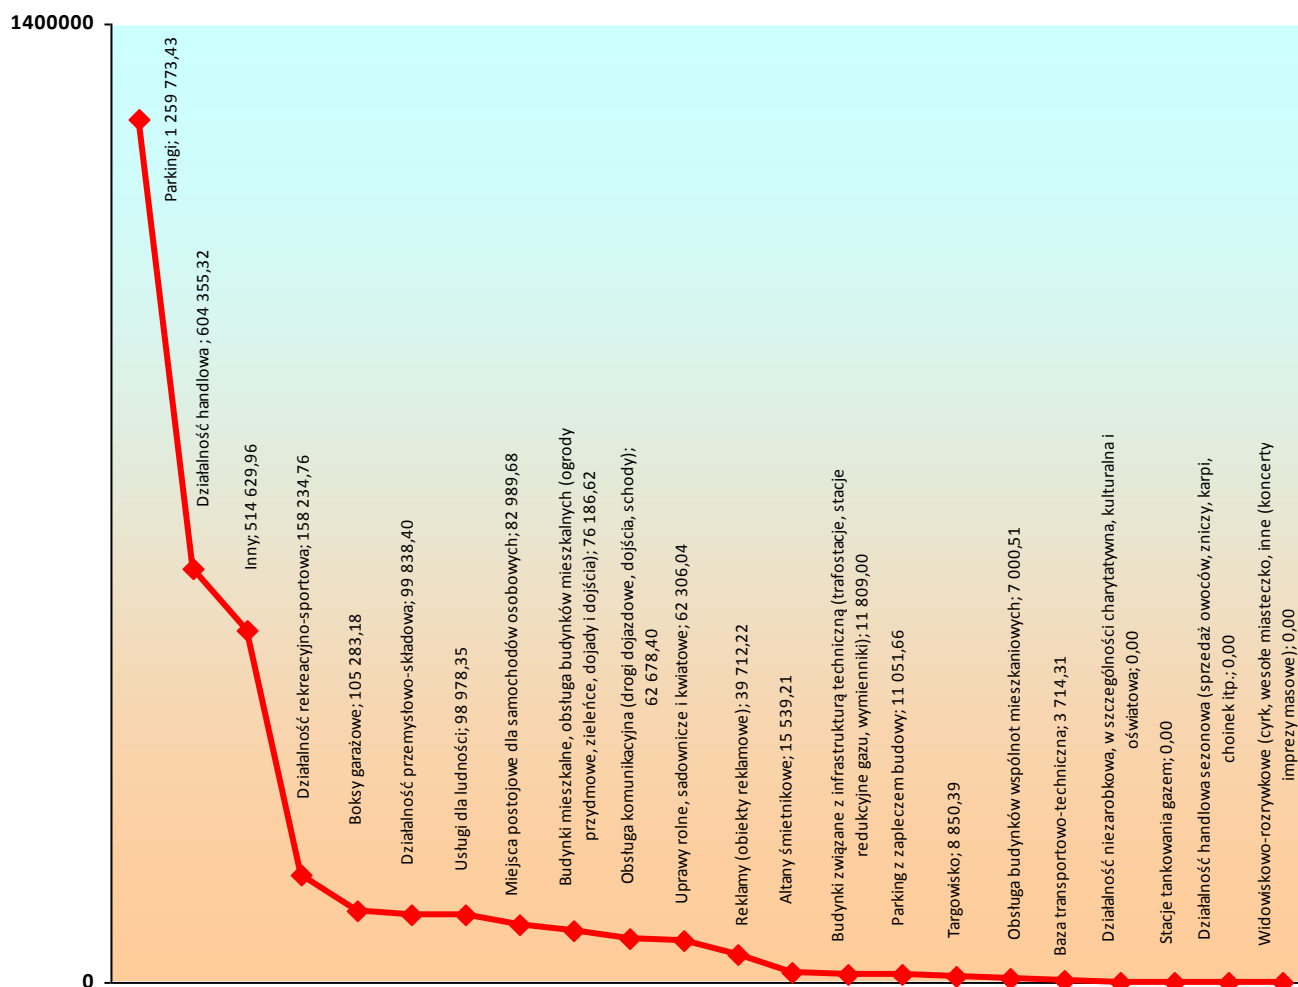 1400000
0
Parkingi; 1 259 773,43
Działalność handlowa ; 604 355,32
Inny; 514 629,96
Działalność rekreacyjno-sportowa; 158 234,76
Boksy garażowe; 105 283,18
Działalność przemysłowo-składowa; 99 838,40
Usługi dla ludności; 98 978,35
Miejsca postojowe dla samochodów osobowych; 82 989,68
Budynki mieszkalne, obsługa budynków mieszkalnych (ogrody
przydmowe, zieleńce, dojady i dojścia); 76 186,62
Obsługa komunikacyjna (drogi dojazdowe, dojścia, schody);
62 678,40
Uprawy rolne, sadownicze i kwiatowe; 62 306,04
Reklamy (obiekty reklamowe); 39 712,22
Altany śmietnikowe; 15 539,21
Budynki związane z infrastrukturą techniczną (trafostacje, stacje
redukcyjne gazu, wymienniki); 11 809,00
Parking z zapleczem budowy; 11 051,66
Targowisko; 8 850,39
Obsługa budynków wspólnot mieszkaniowych; 7 000,51
Baza transportowo-techniczna; 3 714,31
Działalność niezarobkowa, w szczególności charytatywna, kulturalna i
oświatowa; 0,00
Stacje tankowania gazem; 0,00
Działalność handlowa sezonowa (sprzedaż owoców, zniczy, karpi,
choinek itp.; 0,00
Widowiskowo-rozrywkowe (cyrk, wesołe miasteczko, inne (koncerty
imprezy masowe); 0,00